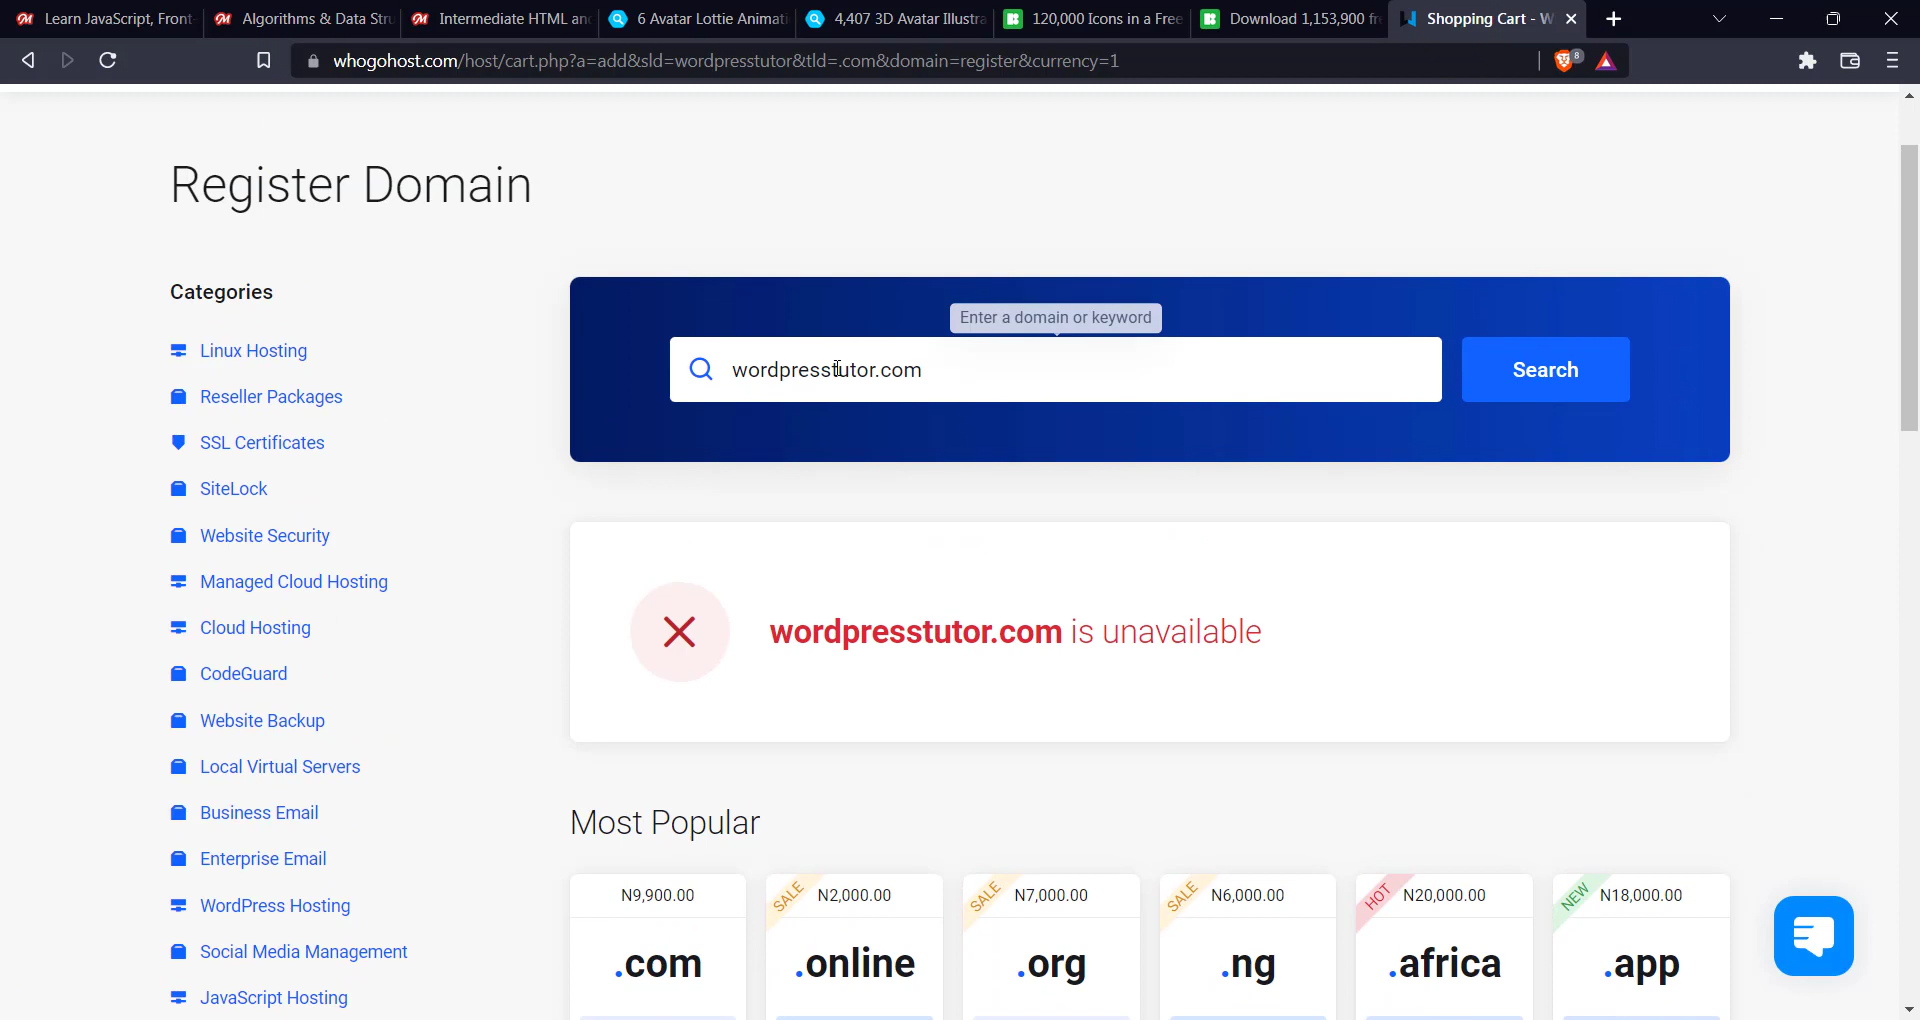 Learn JavaScript, Front
Algorithms & Data Stru
Intermediate HTML an
6 Avatar Lottie Animati
4,407 3D Avatar Illustra
120,000 Icons in a Free
Download 1,153,900 fr
Shopping Cart - W
whogohost.com/host/cart.php?a=add&sld=wordpresstutor&tld=.com&domain=register&currency=1
8
Register Domain
Categories
Linux Hosting
Reseller Packages
SSL Certificates
SiteLock
Website Security
Managed Cloud Hosting
Cloud Hosting
CodeGuard
Website Backup
Local Virtual Servers
Business Email
Enterprise Email
WordPress Hosting
Social Media Management
JavaScript Hosting
Enter a domain or keyword
wordpresstutor.com
Search
wordpresstutor.com is unavailable
Most Popular
N9,900.00
.com
SALE
N2,000.00
.online
SALE
N7,000.00
.org
SALE
N6,000.00
.ng
HOT
N20,000.00
.africa
NEW
N18,000.00
.app